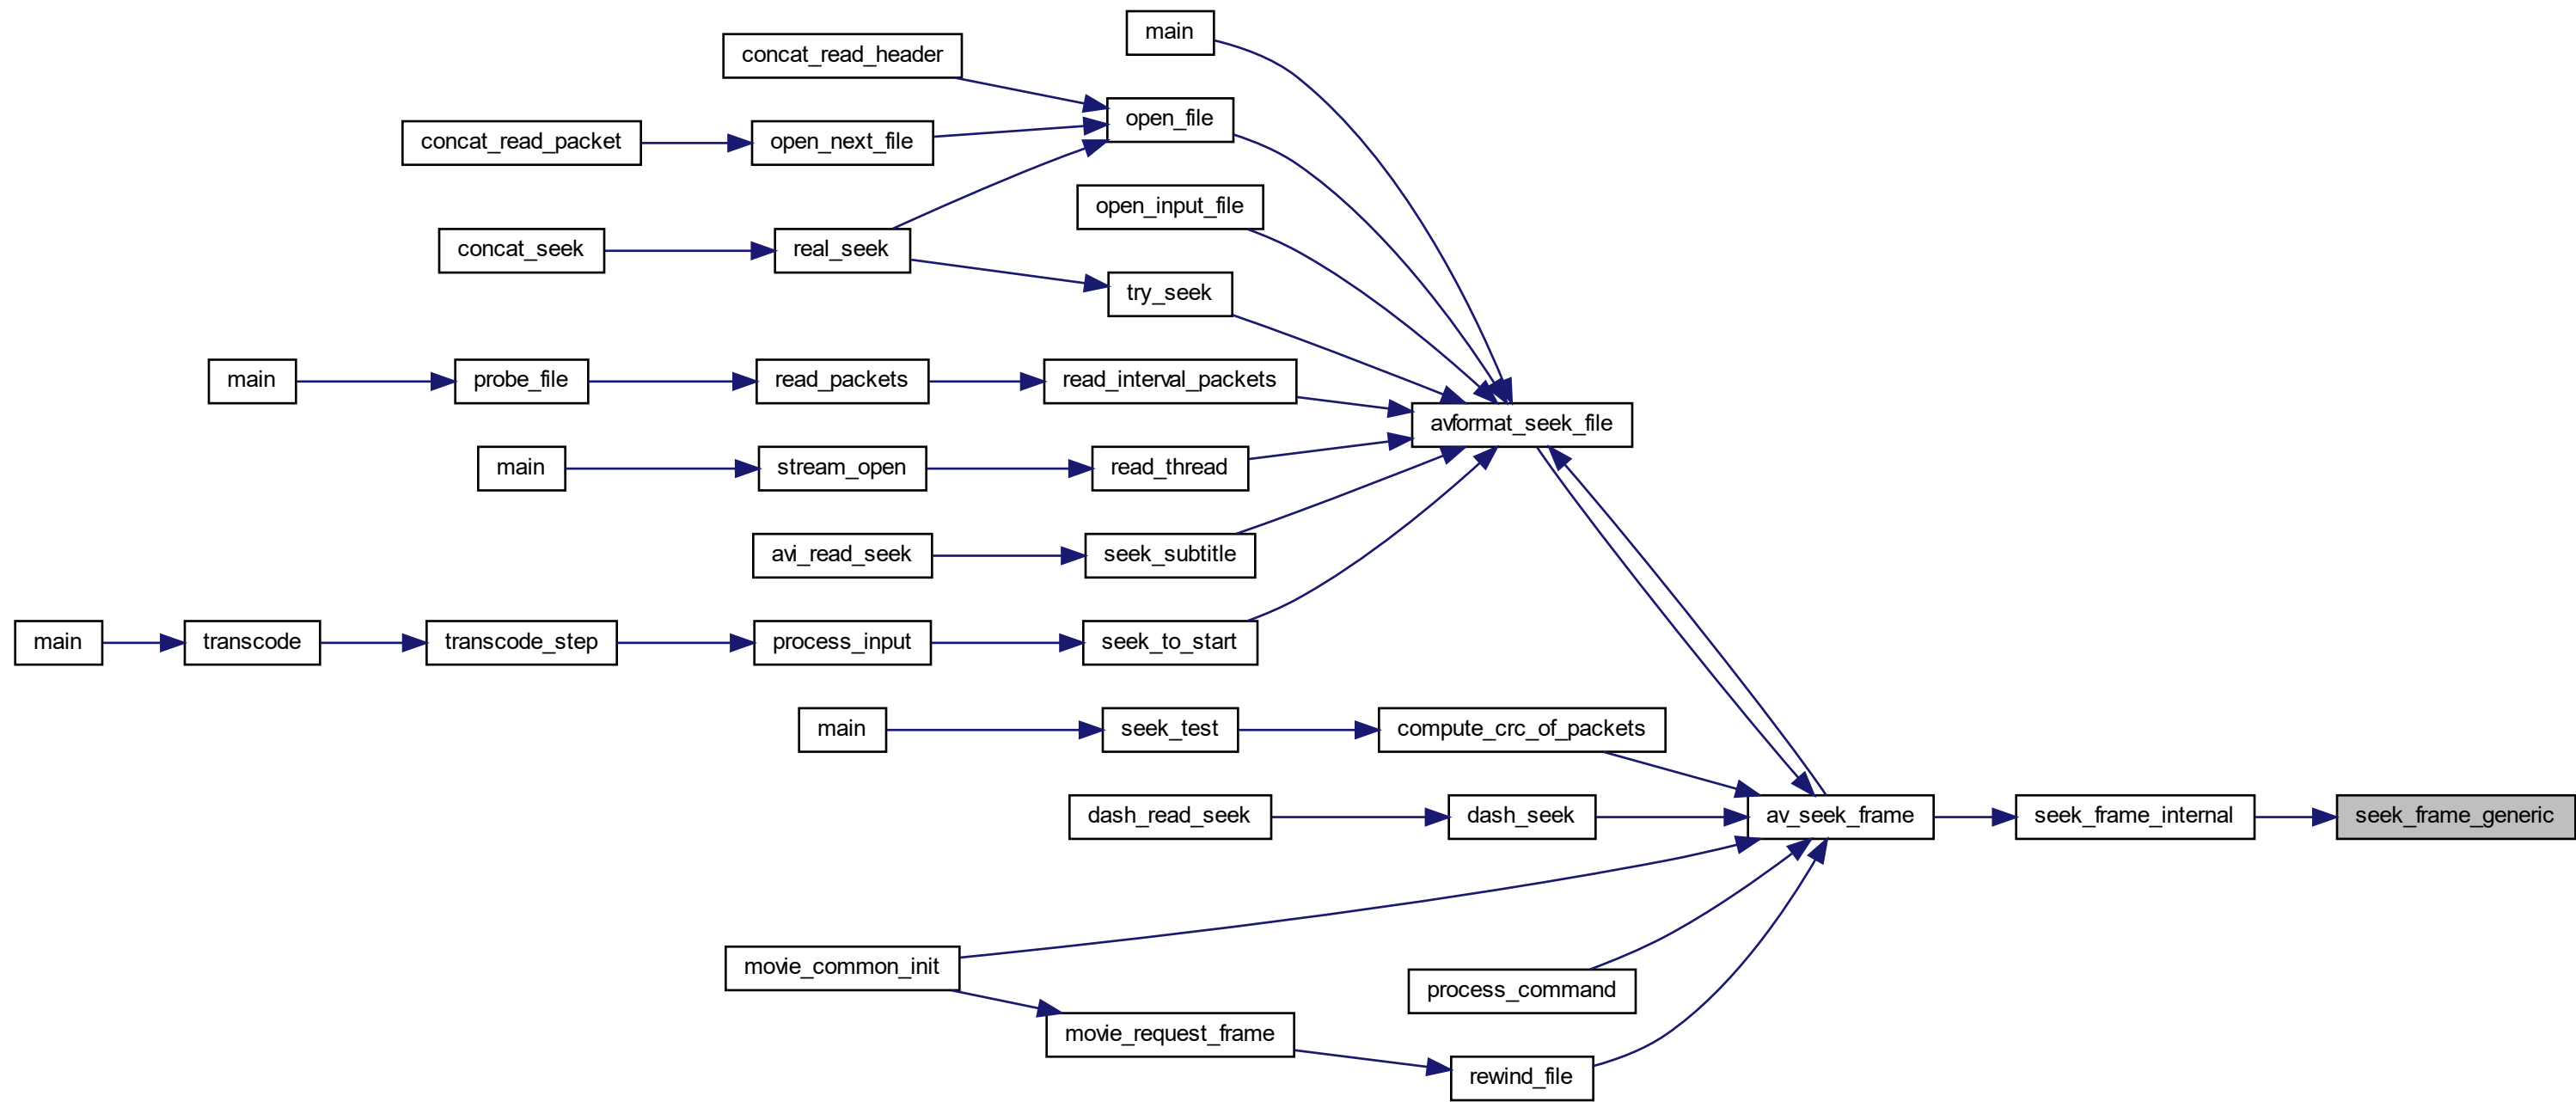 main
concat_read_header
open_file
concat_read_packet
open_next_file
open_input_file
concat_seek
real_seek
try_seek
main
probe_file
read_packets
read_interval_packets
avformat_seek_file
main
stream_open
read_thread
avi_read_seek
seek_subtitle
main
transcode
transcode_step
process_input
seek_to_start
main
seek_test
compute_crc_of_packets
dash_read_seek
dash_seek
av_seek_frame
seek_frame_internal
seek_frame_generic
movie_common_init
process_command
movie_request_frame
rewind_file